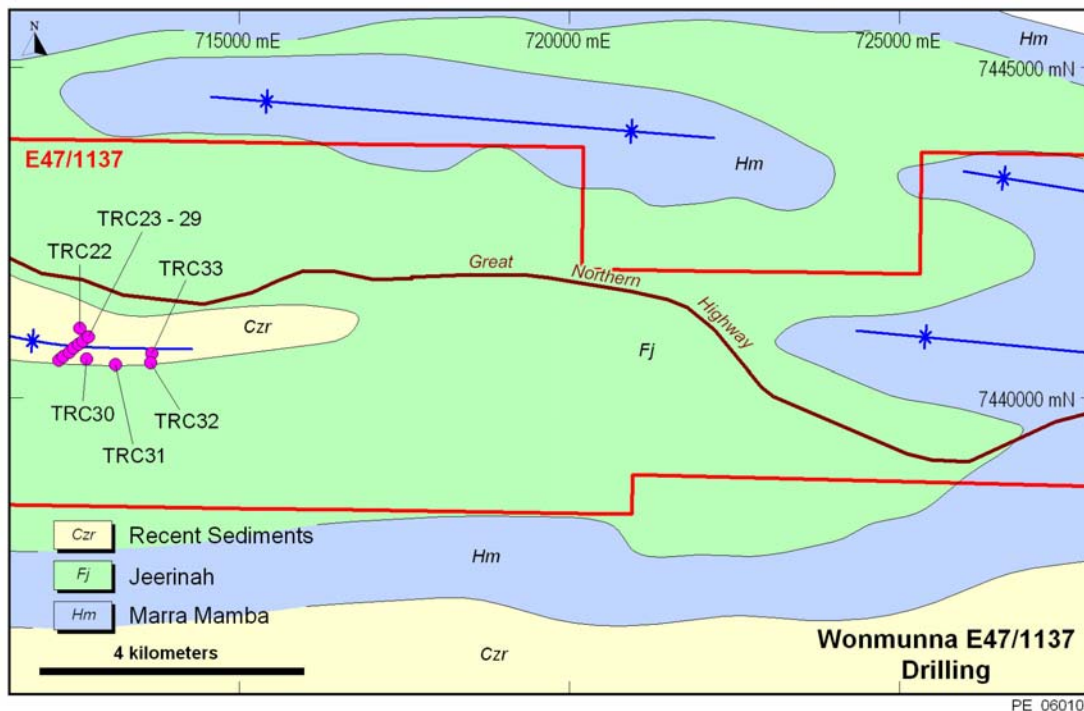 N
715000 mE
720000 mE
725000 mE
Hm
7445000 mN
E47/1137
Hm
TRC23 - 29
TRC22
TRC33
Great
Northern
Highway
Czr
Fj
7440000 mN
TRC30
TRC32
TRC31
Czr Recent Sediments
Hm
Fj Jeerinah
Hm Marra Mamba
4 kilometers
Czr
Wonmunna E47/1137
Drilling
PE_06010